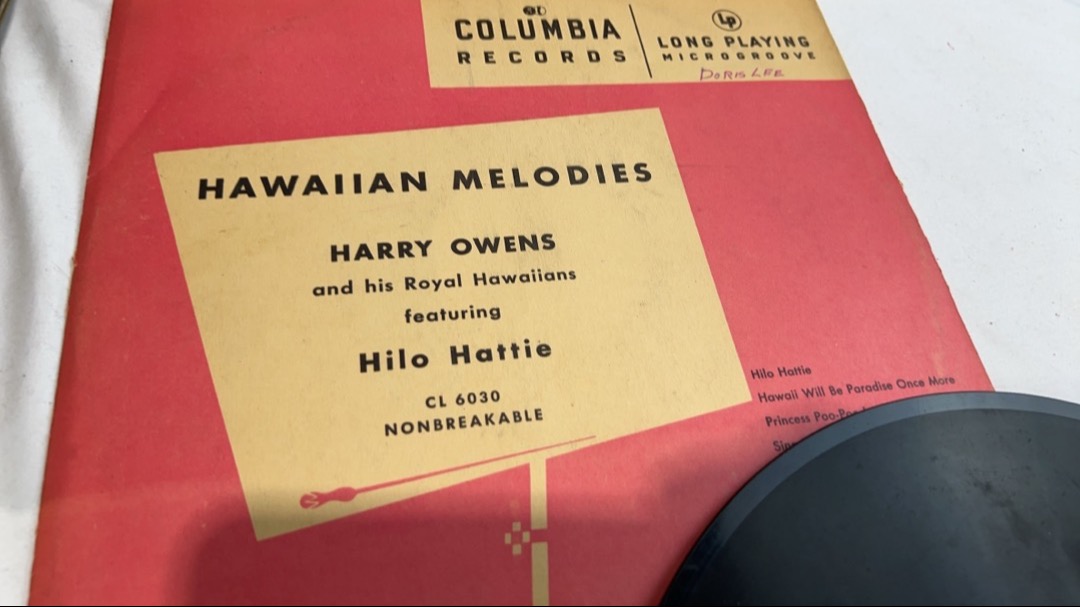 COLUMBIA
RECORDS
LP
LONG PLAYING
MICROGROOVE
DORIS LEE
HAWAIIAN MELODIES
HARRY OWENS
and his Royal Hawaiians
featuring
Hilo Hattie
CL 6030
NONBREAKABLE
Hilo Hattie
Hawaii Will Be Paradise Once More
Princess